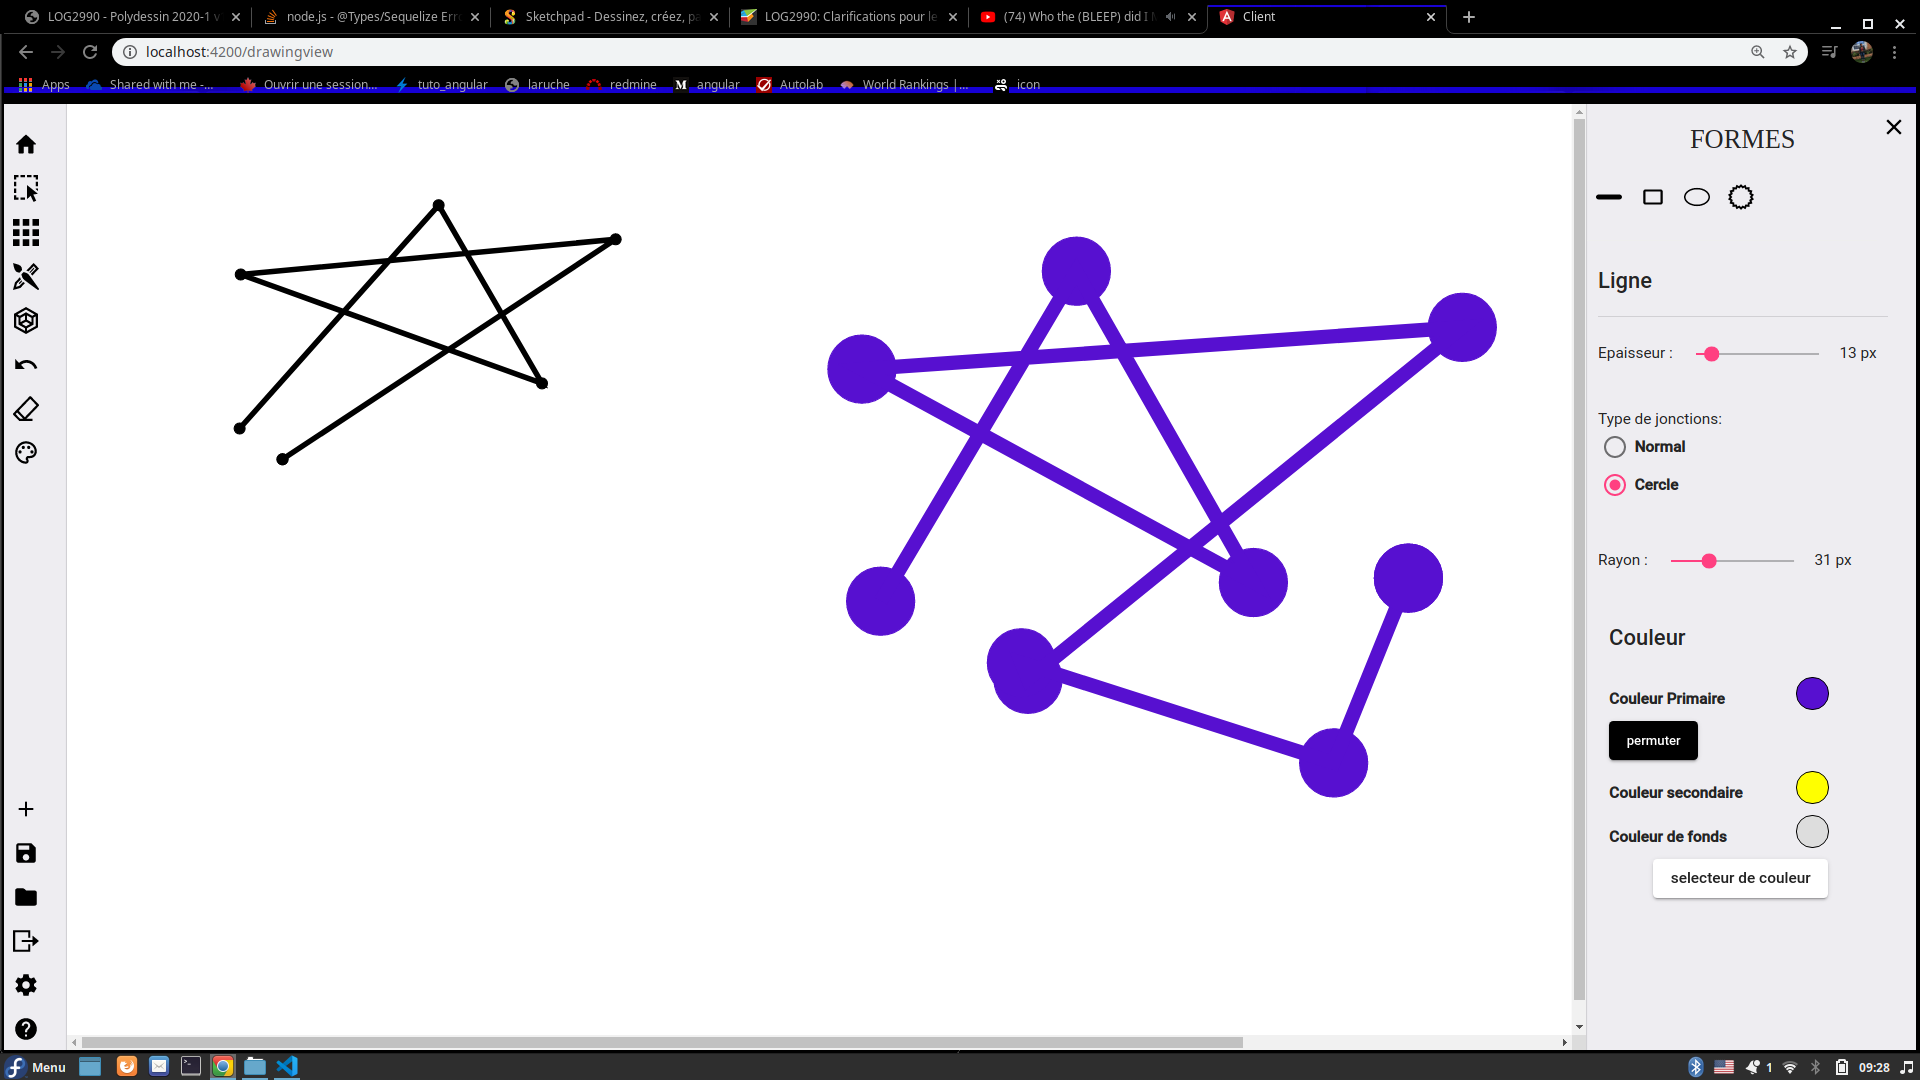 LOG2990 - Polydessin 2020-1 v
node.js - @Types/Sequelize Err
Sketchpad - Dessinez, créez, pa
LOG2990: Clarifications pour le
(74) Who the (BLEEP) did I M
Client
localhost:4200/drawingview
Apps
Shared with me -...
Ouvrir une session...
tuto_angular
laruche
redmine
M angular
Autolab
World Rankings |...
icon
FORMES
Ligne
Epaisseur : 13 px
Type de jonctions:
Normal
Cercle
Rayon : 31 px
Couleur
Couleur Primaire
permuter
Couleur secondaire
Couleur de fonds
selecteur de couleur
Menu
1
09:28